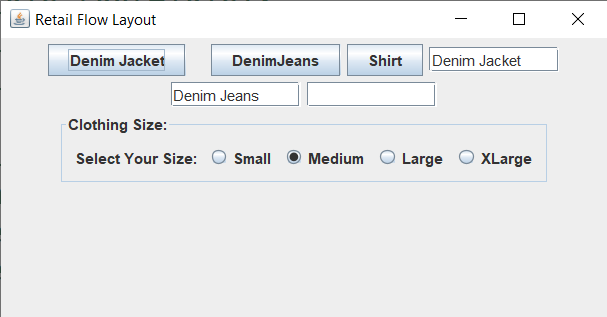 Retail Flow Layout
Denim Jacket DenimJeans Shirt Denim Jacket
Denim Jeans
Clothing Size:
Select Your Size: Small Medium Large XLarge